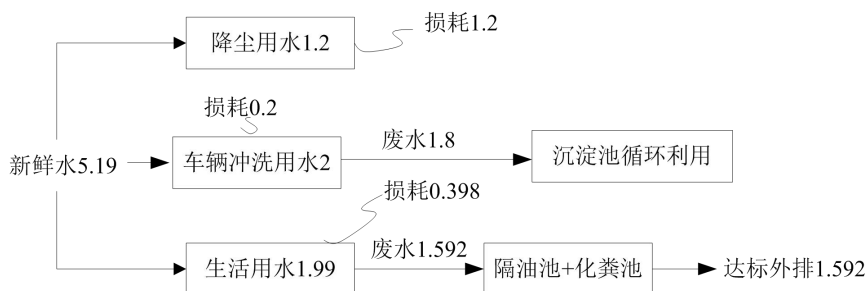 损耗1.2
降尘用水1.2
损耗0.2
废水1.8
新鲜水5.19
车辆冲洗用水2
沉淀池循环利用
损耗0.398
废水1.592
生活用水1.99
隔油池+化粪池
达标外排1.592